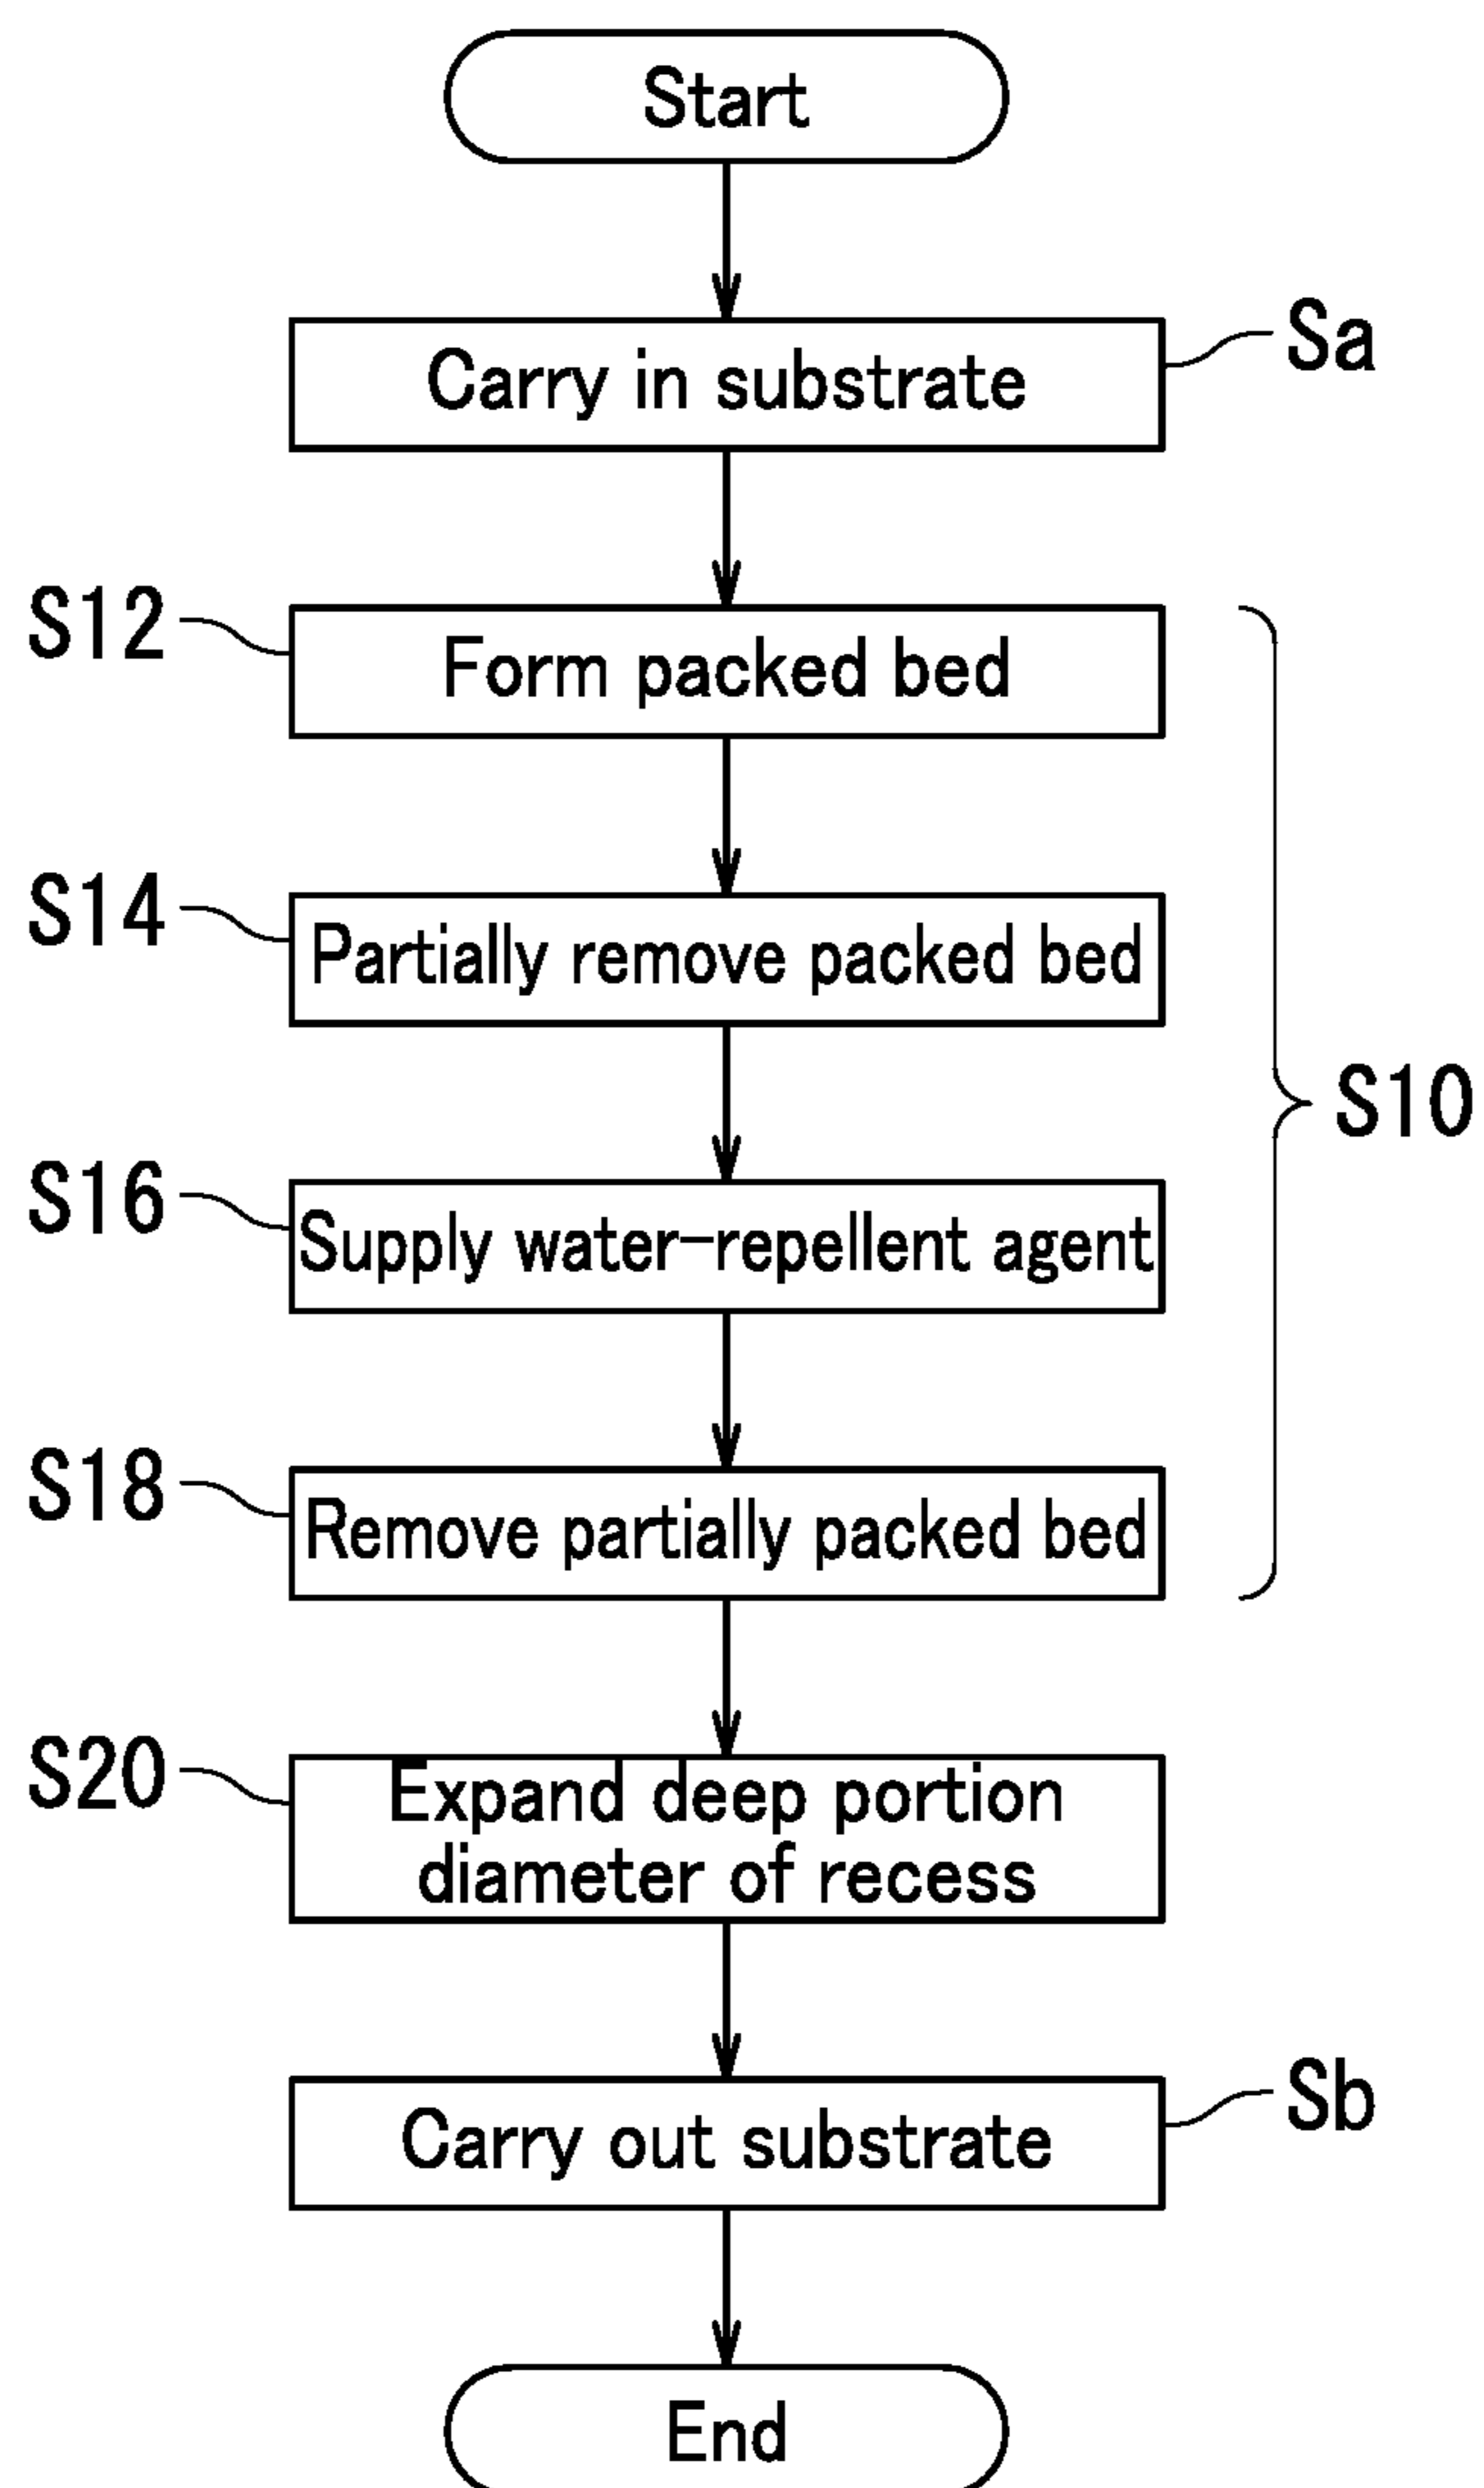 Start
Carry in substrate
Sa
S12
Form packed bed
S14
Partially remove packed bed
S10
S16
Supply water-repellent agent
S18
Remove partially packed bed
S20
Expand deep portion
diameter of recess
Carry out substrate
Sb
End